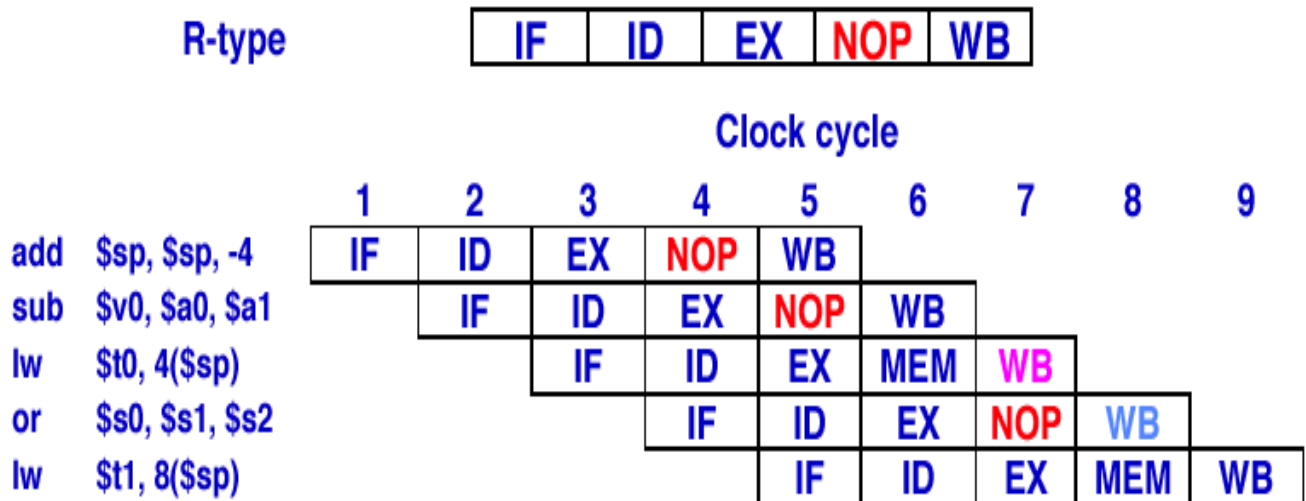 R-type IF ID EX NOP WB
Clock cycle
1 2 3 4 5 6 7 8 9
add $sp, $sp, -4 IF ID EX NOP WB
sub $v0, $a0, $a1 IF ID EX NOP WB
lw $t0, 4($sp) IF ID EX MEM WB
or $s0, $s1, $s2 IF ID EX NOP WB
lw $t1, 8($sp) IF ID EX MEM WB